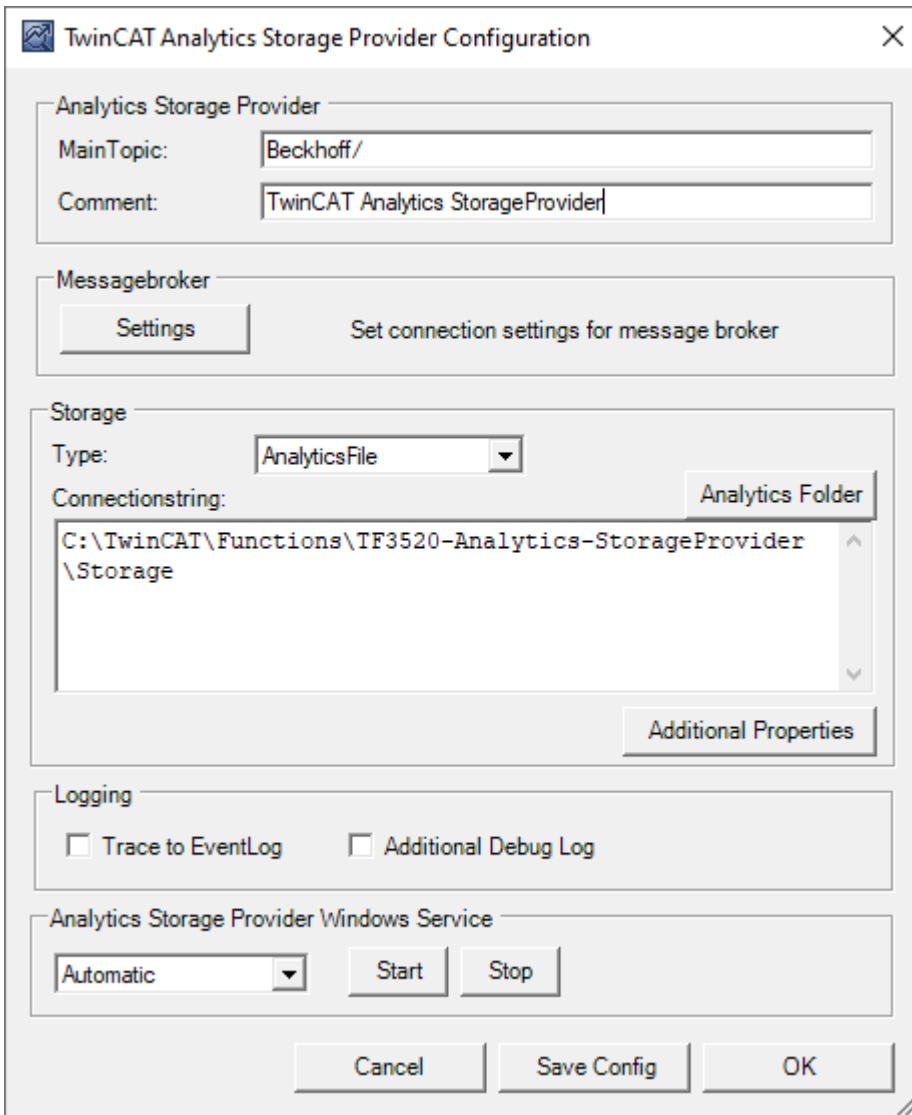 TwinCAT Analytics Storage Provider Configuration
Analytics Storage Provider
MainTopic: Beckhoff/
Comment: TwinCAT Analytics StorageProvider
Messagebroker
Settings Set connection settings for message broker
Storage
Type: AnalyticsFile
Connectionstring: Analytics Folder
C:\TwinCAT\Functions\TF3520-Analytics-StorageProvider
\Storage
Additional Properties
Logging
Trace to EventLog Additional Debug Log
Analytics Storage Provider Windows Service
Automatic Start Stop
Cancel Save Config OK